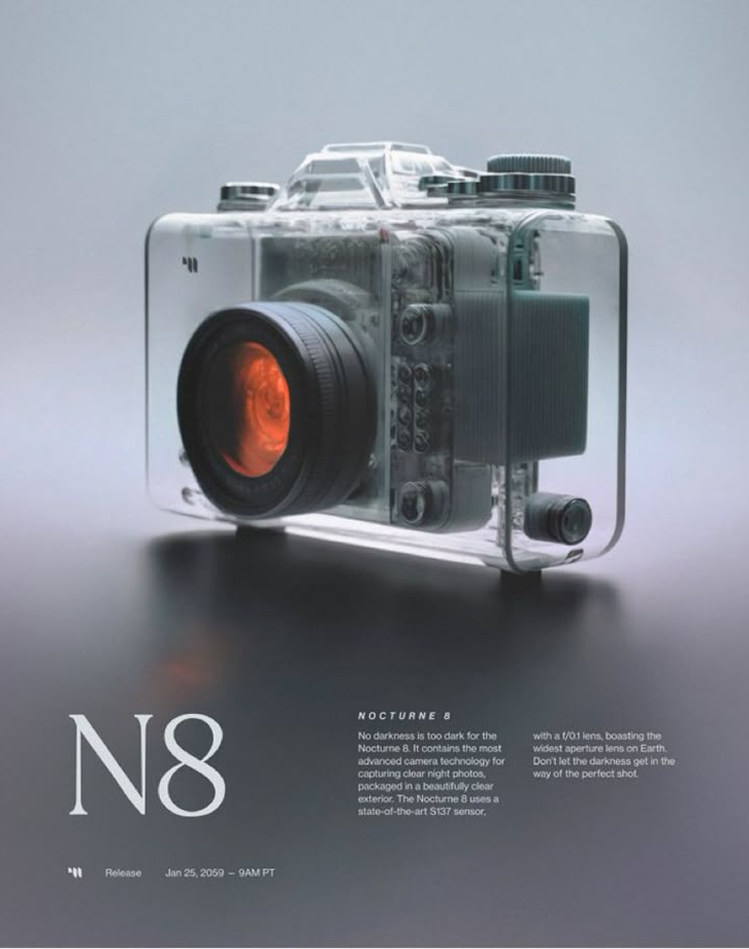 N8
NOCTURNE 8
No darkness is too dark for the
Nocturne 8. It contains the most
advanced camera technology for
capturing clear night photos,
packaged in a beautifully clear
exterior. The Nocturne 8 uses a
state-of-the-art S137 sensor,
with a f/0.1 lens, boasting the
widest aperture lens on Earth.
Don't let the darkness get in the
way of the perfect shot.
Release
Jan 25, 2059 — 9AM PT